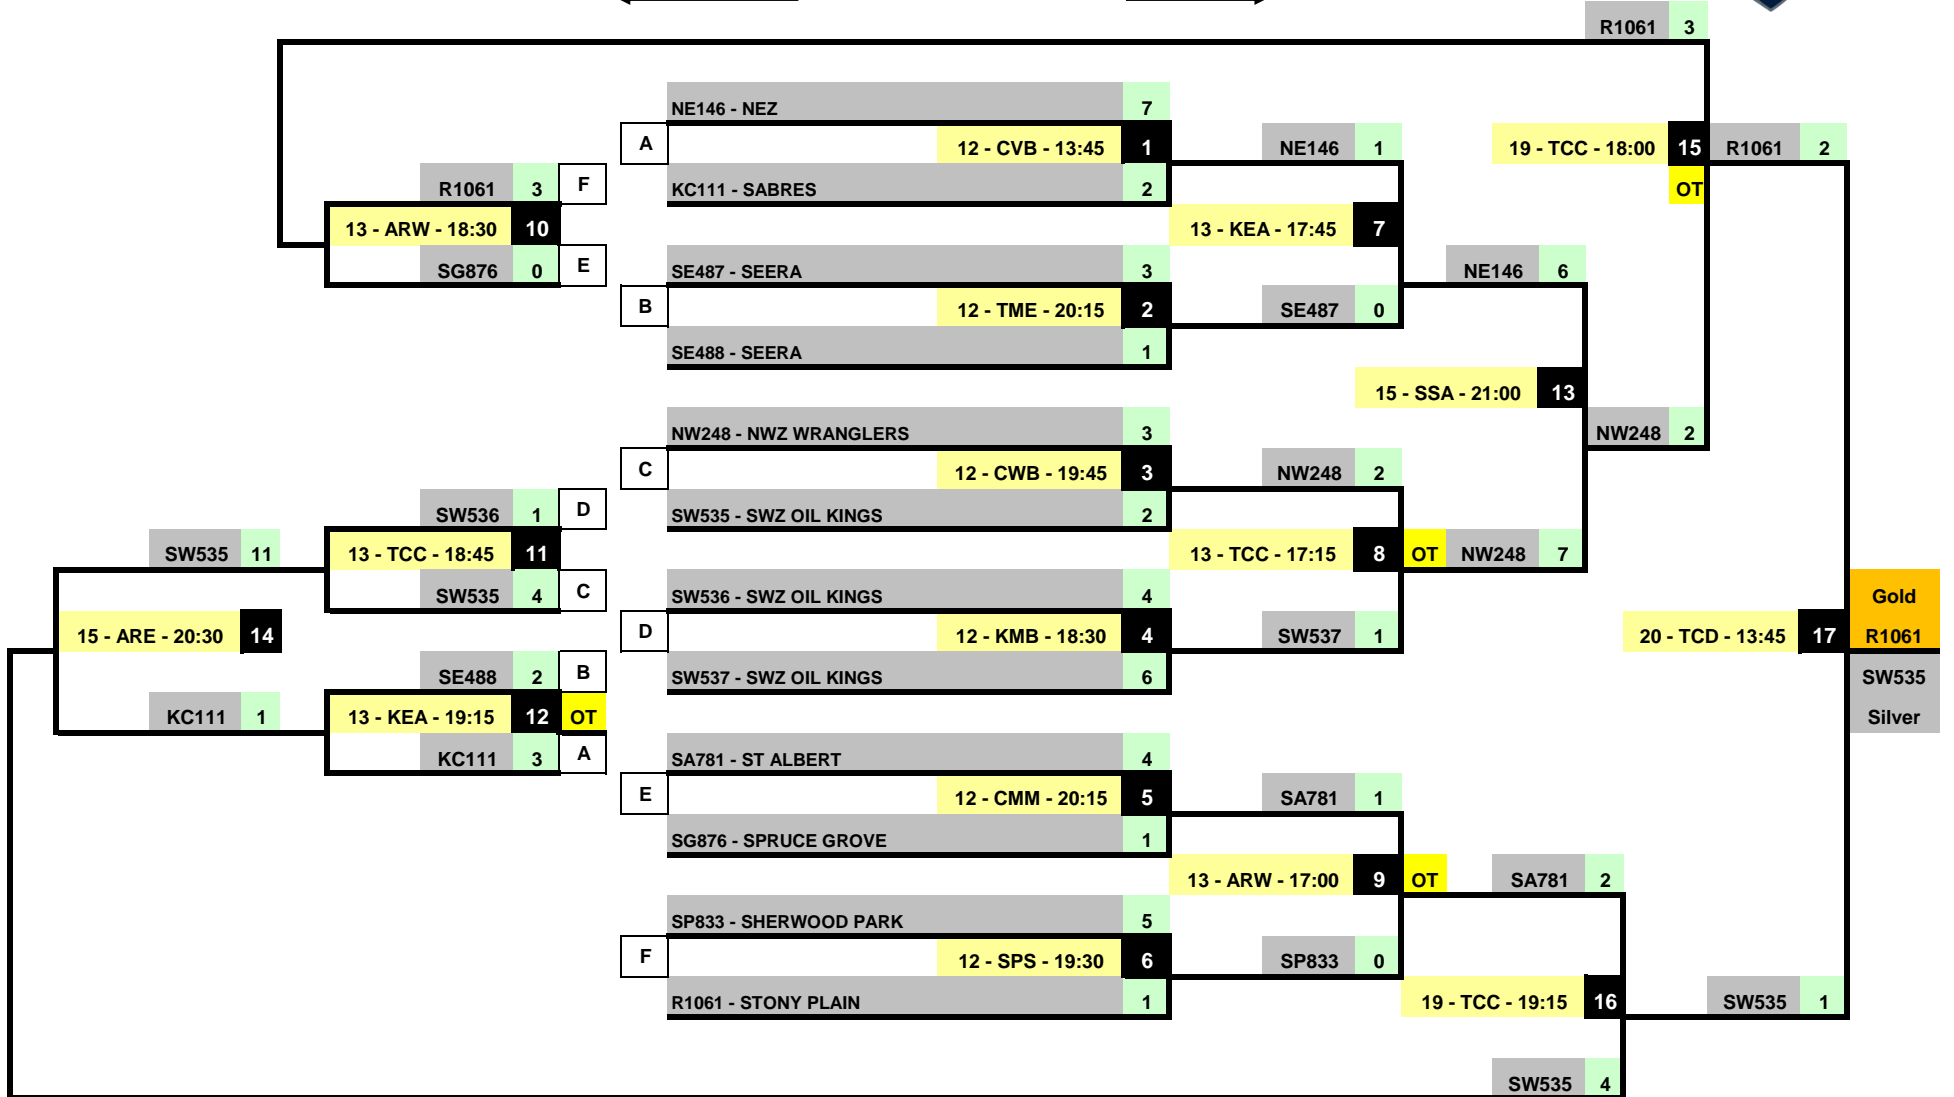 R1061 3
NE146 - NEZ 7
A 12 - CVB - 13:45 1 NE146 1 19 - TCC - 18:00 15 R1061 2
R1061 3 F KC111 - SABRES 2 OT
13 - ARW - 18:30 10 13 - KEA - 17:45 7
SG876 0 E SE487 - SEERA 3 NE146 6
B 12 - TME - 20:15 2 SE487 0
SE488 - SEERA 1
15 - SSA - 21:00 13
NW248 - NWZ WRANGLERS 3 NW248 2
C 12 - CWB - 19:45 3 NW248 2
SW536 1 D SW535 - SWZ OIL KINGS 2
SW535 11 13 - TCC - 18:45 11 13 - TCC - 17:15 8 OT NW248 7
SW535 4 C SW536 - SWZ OIL KINGS 4 Gold
15 - ARE - 20:30 14 D 12 - KMB - 18:30 4 SW537 1 20 - TCD - 13:45 17 R1061
SE488 2 B SW537 - SWZ OIL KINGS 6 SW535
KC111 1 13 - KEA - 19:15 12 OT Silver
KC111 3 A SA781 - ST ALBERT 4
E 12 - CMM - 20:15 5 SA781 1
SG876 - SPRUCE GROVE 1
13 - ARW - 17:00 9 OT SA781 2
SP833 - SHERWOOD PARK 5
F 12 - SPS - 19:30 6 SP833 0
R1061 - STONY PLAIN 1 19 - TCC - 19:15 16 SW535 1
SW535 4